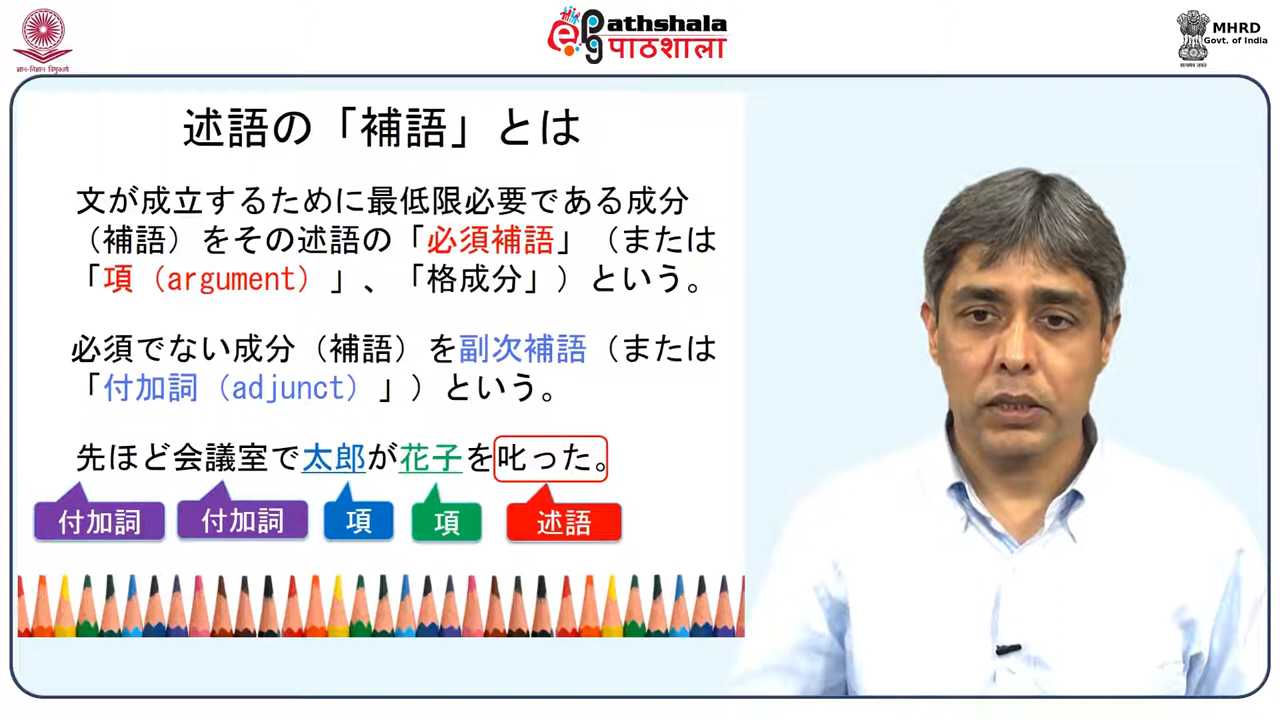 ज्ञान-विज्ञान विमुक्तये
ePathshala
पाठशाला
MHRD
Govt. of India
सत्यमेव जयते
述語の「補語」とは
文が成立するために最低限必要である成分
（補語）をその述語の「必須補語」（または
「項（argument）」、「格成分」）という。
必須でない成分（補語）を副次補語（または
「付加詞（adjunct）」）という。
先ほど会議室で太郎が花子を叱った。
付加詞
付加詞
項
項
述語